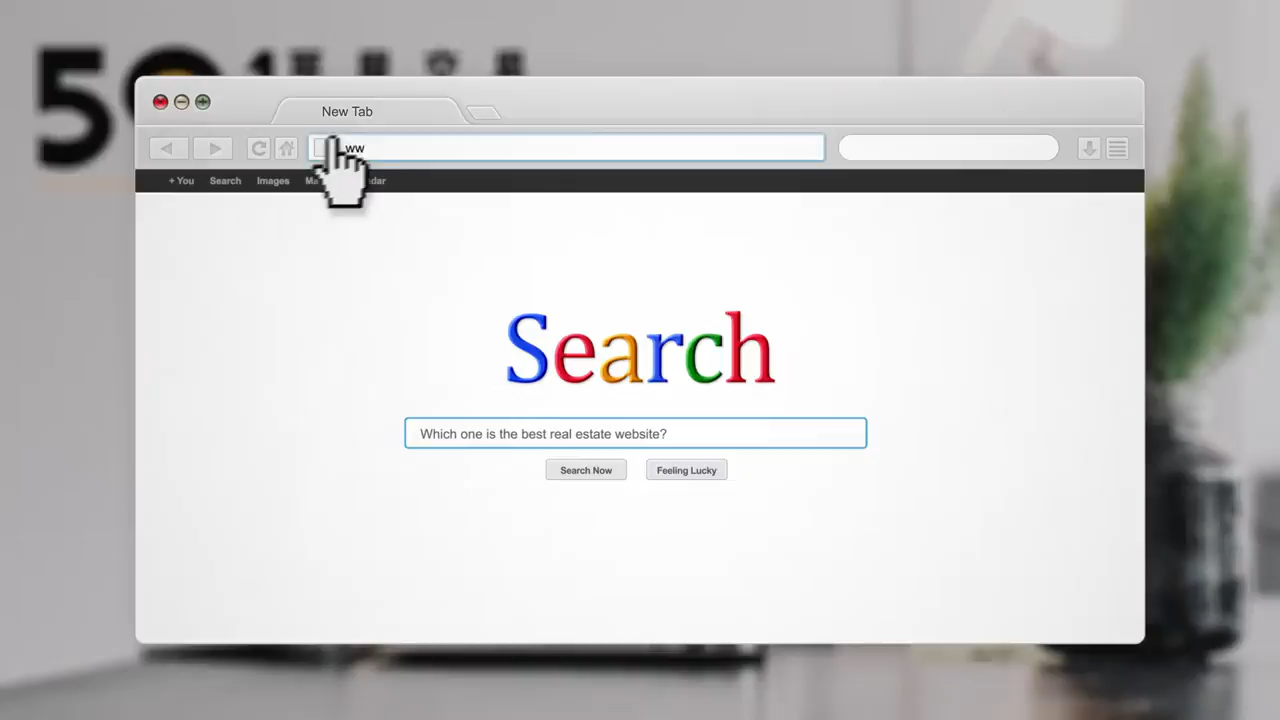 New Tab
ww
+ You Search Images
Search
Which one is the best real estate website?
Search Now Feeling Lucky